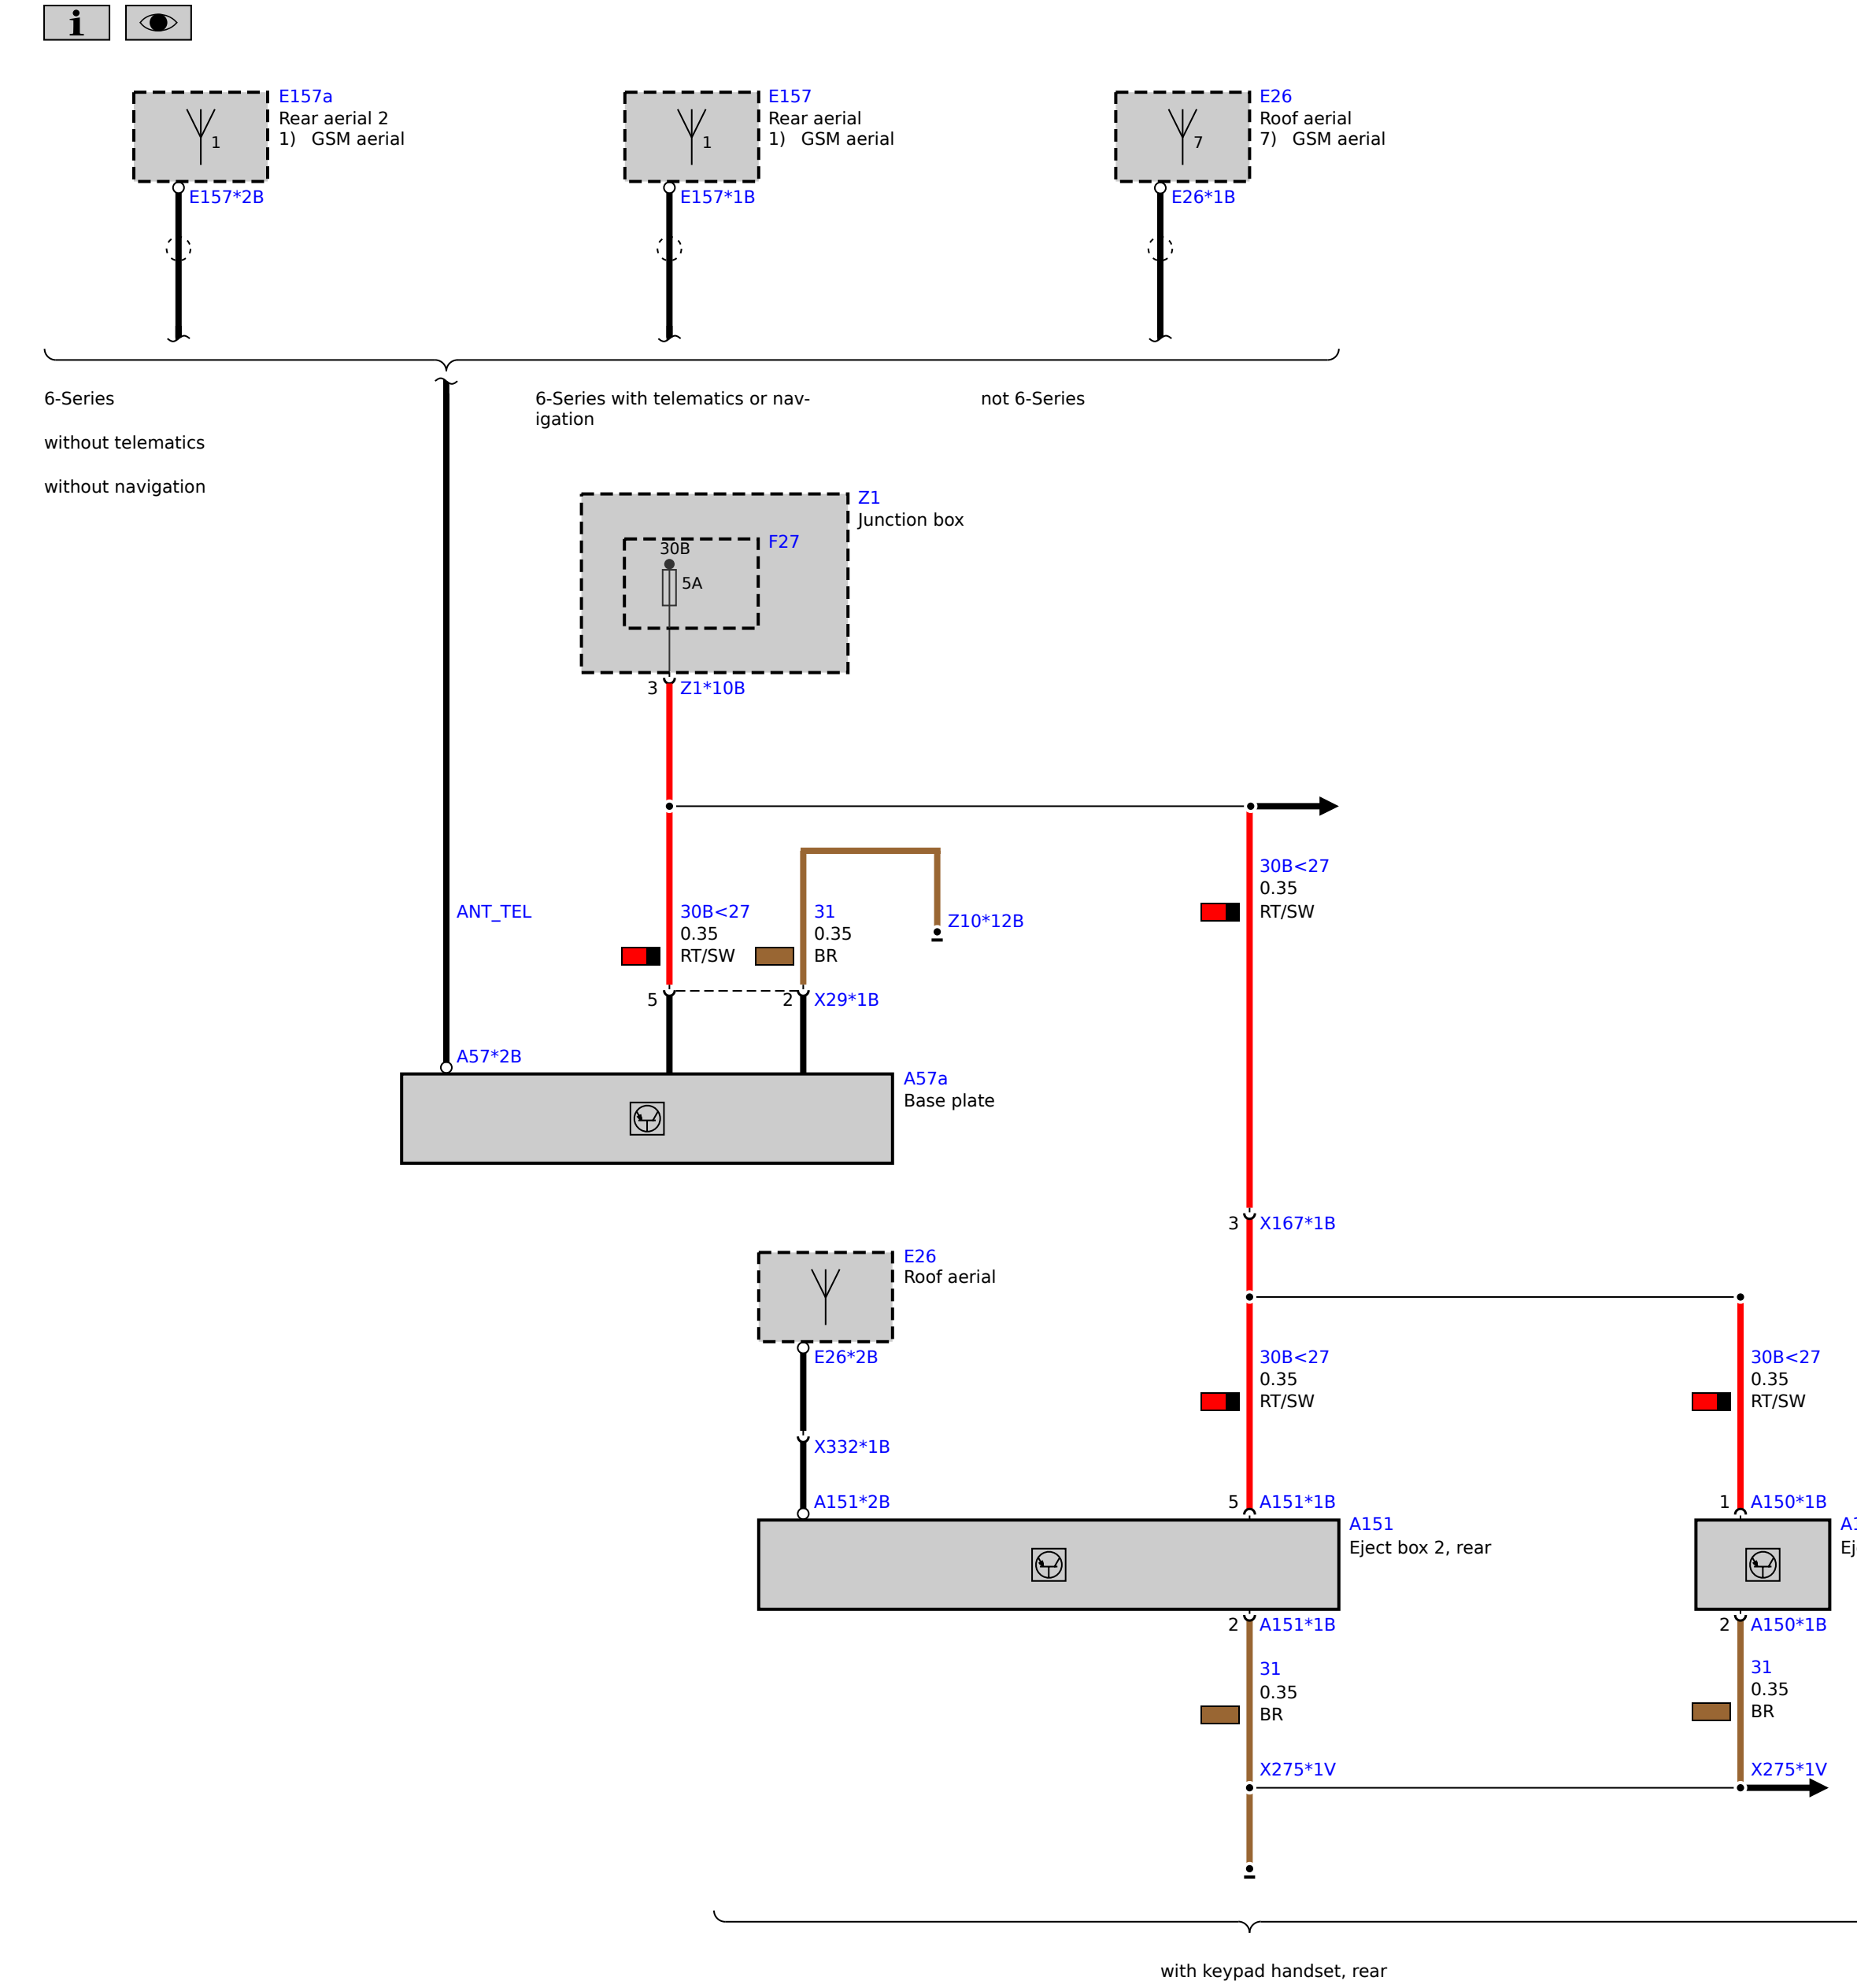 i
E157a
Rear aerial 2
1) GSM aerial
1
E157*2B
E157
Rear aerial
1) GSM aerial
1
E157*1B
E26
Roof aerial
7) GSM aerial
7
E26*1B
6-Series
without telematics
without navigation
6-Series with telematics or nav-
igation
not 6-Series
Z1
Junction box
F27
30B
5A
3 Z1*10B
30B<27
0.35
RT/SW
ANT_TEL
30B<27
0.35
RT/SW
31
0.35
BR
Z10*12B
5
2 X29*1B
A57*2B
A57a
Base plate
3 X167*1B
E26
Roof aerial
E26*2B
30B<27
0.35
RT/SW
30B<27
0.35
RT/SW
X332*1B
A151*2B
5 A151*1B
1 A150*1B
A151
Eject box 2, rear
A1
Ej
2 A151*1B
2 A150*1B
31
0.35
BR
31
0.35
BR
X275*1V
X275*1V
with keypad handset, rear